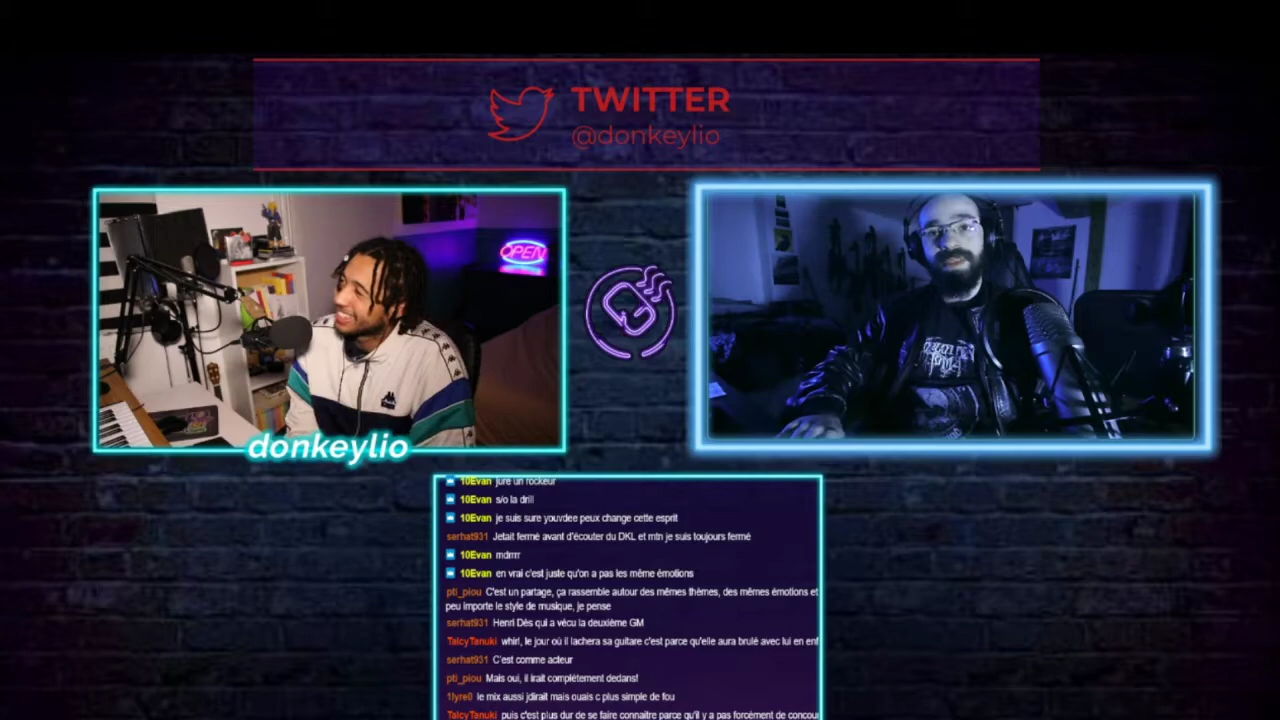 TWITTER
@donkeylio
OPEN
donkeylio
10Evan jure un rockeur
10Evan s/o la drill
10Evan je suis sure youvdee peux change cette esprit
serhat931 Jetait fermé avant d'écouter du DKL et mtn je suis toujours fermé
10Evan mdrrrr
10Evan en vrai c'est juste qu'on a pas les même émotions
pti_piou C'est un partage, ça rassemble autour des mêmes thèmes, des mêmes émotions et
peu importe le style de musique, je pense
serhat931 Henri Dès qui a vécu la deuxième GM
TalcyTanuki whirl, le jour où il lachera sa guitare c'est parce qu'elle aura brulé avec lui en enf
serhat931 C'est comme acteur
pti_piou Mais oui, il irait complètement dedans!
1lyre0 le mix aussi jdirait mais ouais c plus simple de fou
TalcyTanuki puis c'est plus dur de se faire connaitre parce qu'il y a pas forcément de concou